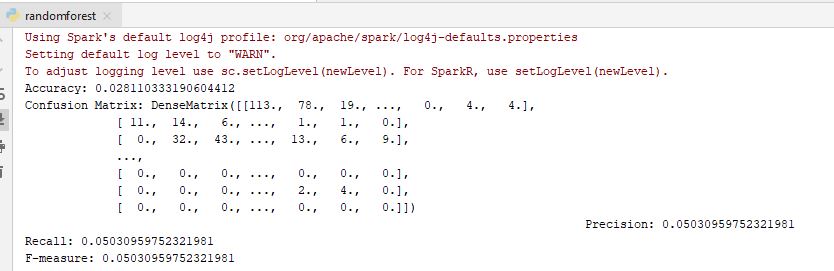 randomforest ×
Using Spark's default log4j profile: org/apache/spark/log4j-defaults.properties
Setting default log level to "WARN".
To adjust logging level use sc.setLogLevel(newLevel). For SparkR, use setLogLevel(newLevel).
Accuracy: 0.028110333190604412
Confusion Matrix: DenseMatrix([[113., 78., 19., ..., 0., 4., 4.],
[ 11., 14., 6., ..., 1., 1., 0.],
[ 0., 32., 43., ..., 13., 6., 9.],
...,
[ 0., 0., 0., ..., 0., 0., 0.],
[ 0., 0., 0., ..., 2., 4., 0.],
[ 0., 0., 0., ..., 0., 0., 0.]])
Precision: 0.05030959752321981
Recall: 0.05030959752321981
F-measure: 0.05030959752321981